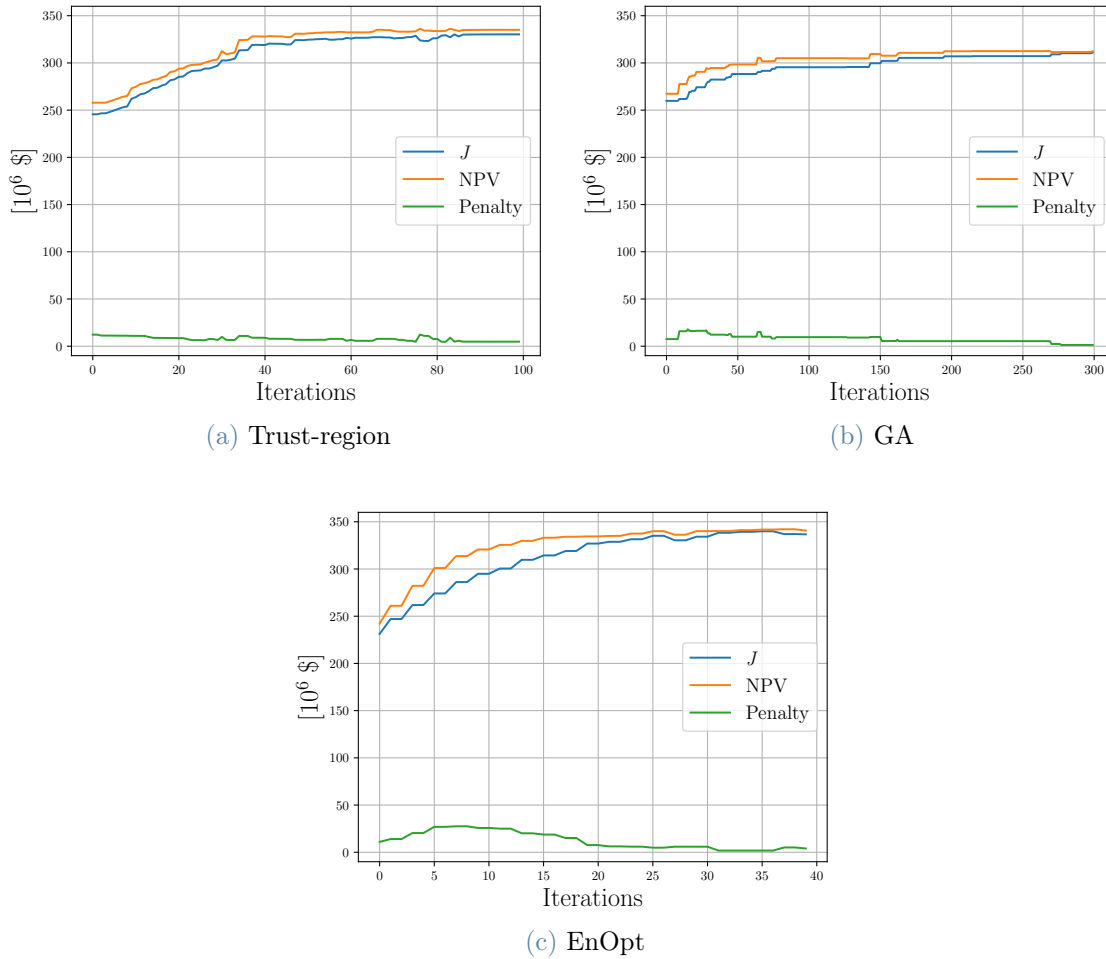 350
300
250
200
150
100
50
0
[10^6 $]
J
NPV
Penalty
0 20 40 60 80 100
Iterations
(a) Trust-region
350
300
250
200
150
100
50
0
[10^6 $]
J
NPV
Penalty
0 50 100 150 200 250 300
Iterations
(b) GA
350
300
250
200
150
100
50
0
[10^6 $]
J
NPV
Penalty
0 5 10 15 20 25 30 35 40
Iterations
(c) EnOpt